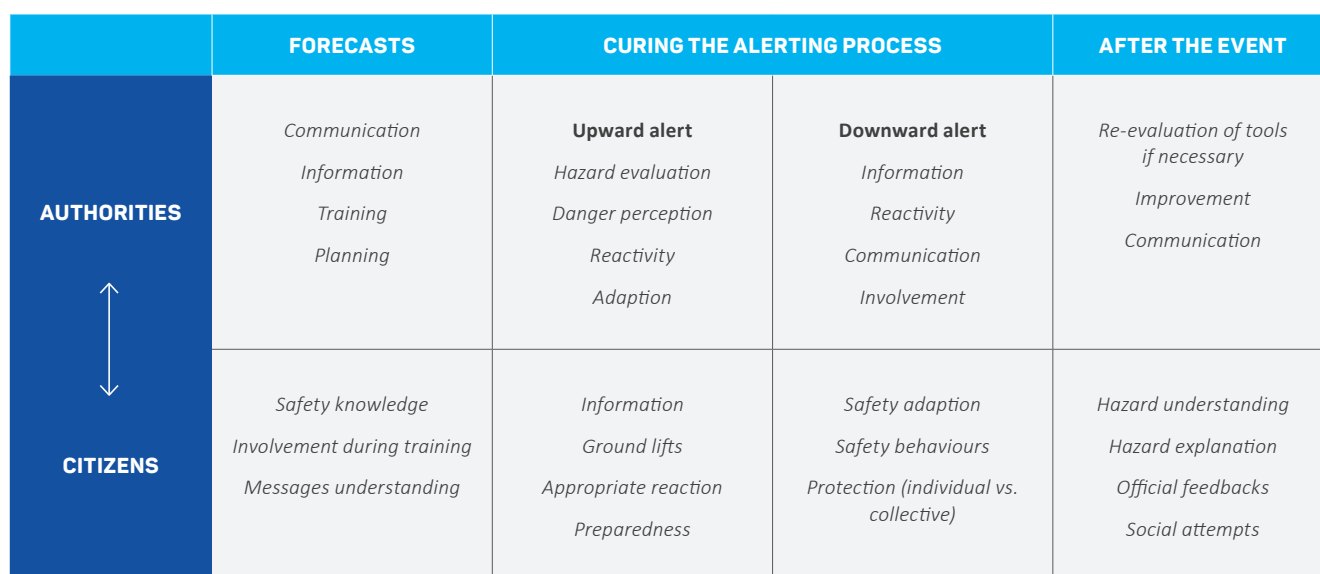 FORECASTS
CURING THE ALERTING PROCESS
AFTER THE EVENT
AUTHORITIES
Communication
Information
Training
Planning
Upward alert
Hazard evaluation
Danger perception
Reactivity
Adaption
Downward alert
Information
Reactivity
Communication
Involvement
Re-evaluation of tools
if necessary
Improvement
Communication
CITIZENS
Safety knowledge
Involvement during training
Messages understanding
Information
Ground lifts
Appropriate reaction
Preparedness
Safety adaption
Safety behaviours
Protection (individual vs.
collective)
Hazard understanding
Hazard explanation
Official feedbacks
Social attempts